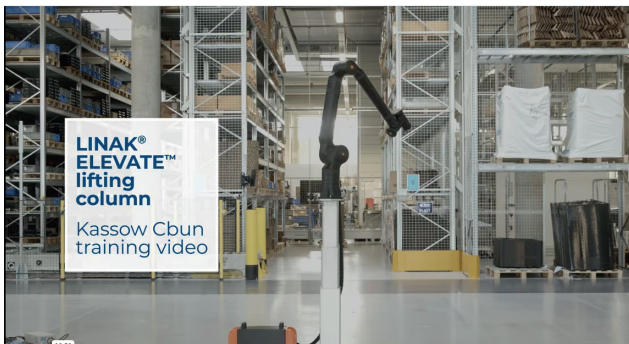 LINAK®
ELEVATE™
lifting
column
Kassow Cbun
training video